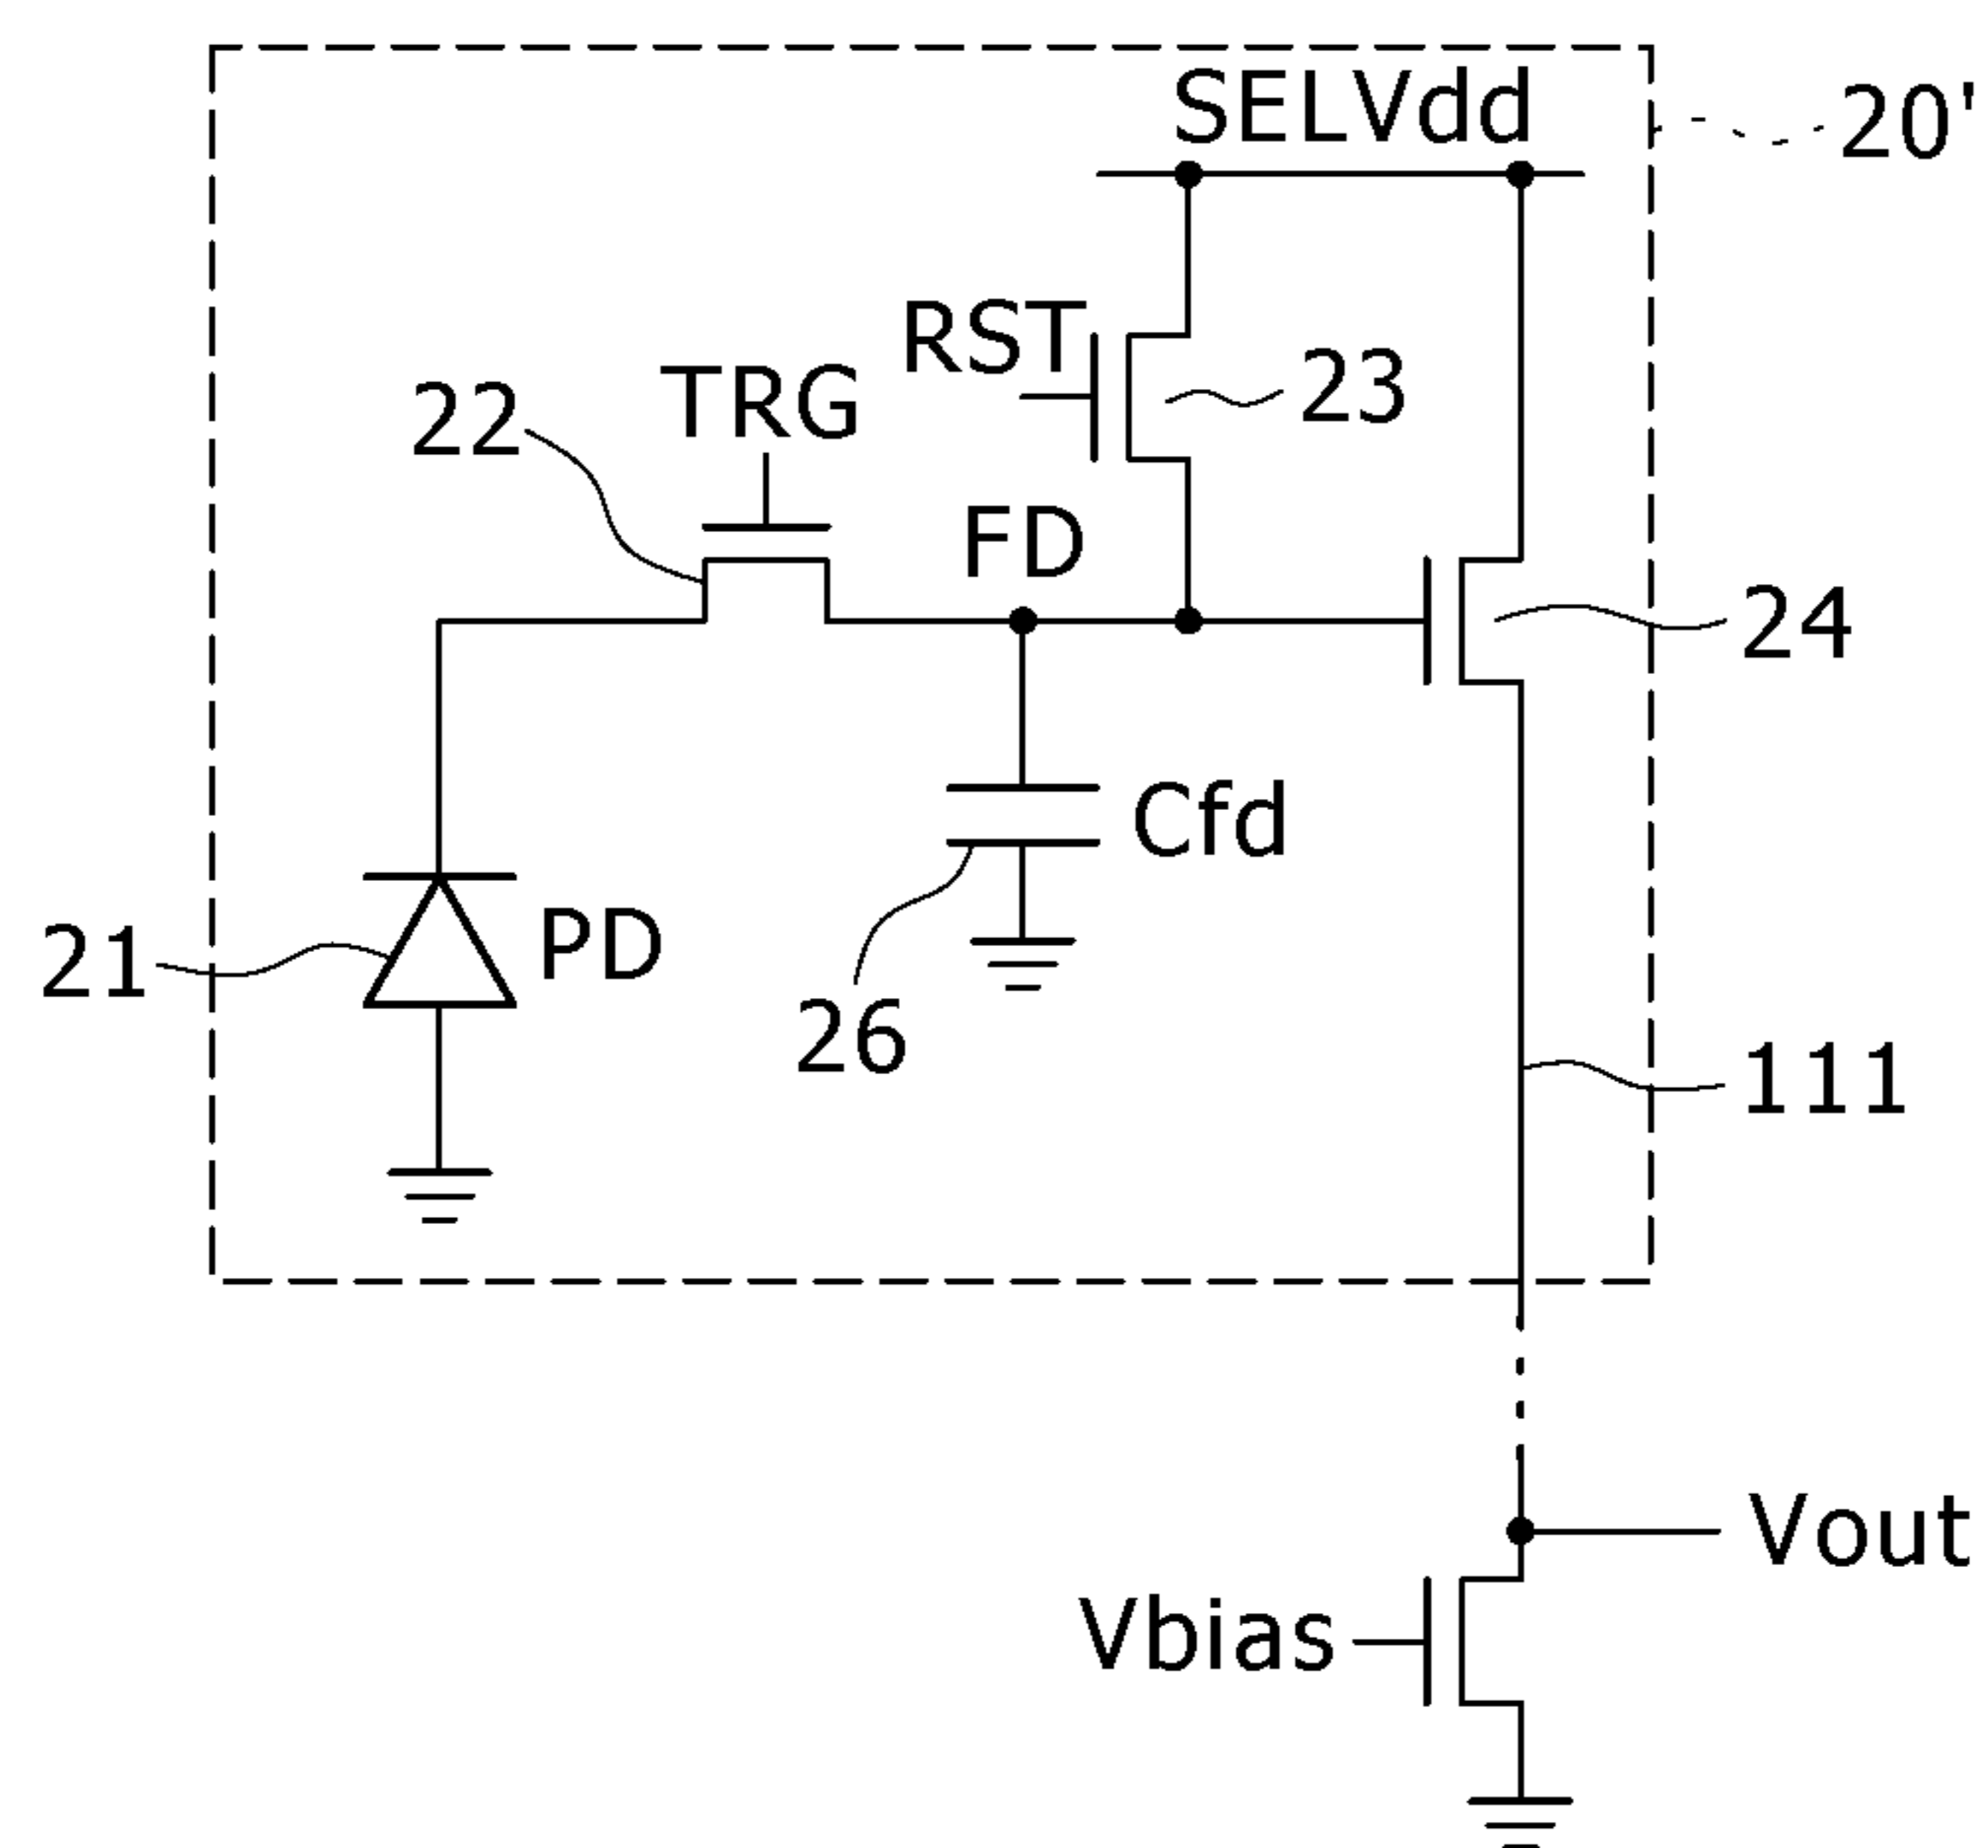 SELVdd
20'
RST
23
TRG
22
FD
24
Cfd
PD
21
26
111
Vout
Vbias